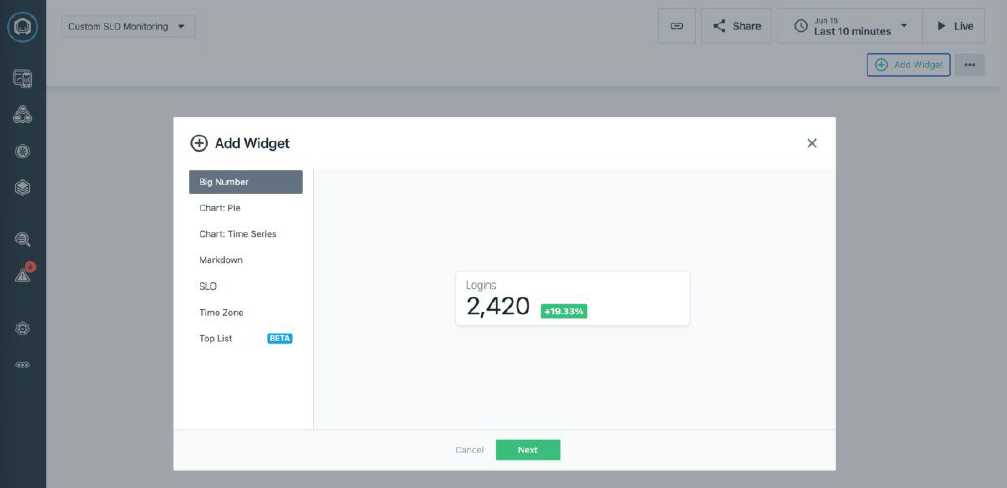 Custom SLO Monitoring
Share
Jun 15
Last 10 minutes
Live
Add Widget
Add Widget
Big Number
Chart: Pie
Chart: Time Series
Markdown
SLO
Time Zone
Top List BETA
Logins
2,420 +19.33%
4
Cancel Next